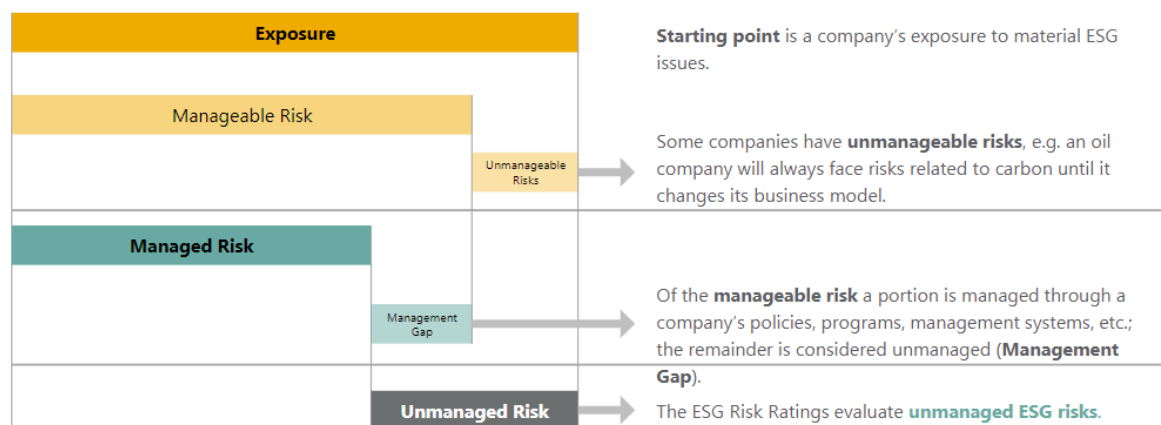 Exposure
Starting point is a company's exposure to material ESG
issues.
Manageable Risk
Unmanageable
Risks
Some companies have unmanageable risks, e.g. an oil
company will always face risks related to carbon until it
changes its business model.
Managed Risk
Management
Gap
Of the manageable risk a portion is managed through a
company's policies, programs, management systems, etc.;
the remainder is considered unmanaged (Management
Gap).
Unmanaged Risk
The ESG Risk Ratings evaluate unmanaged ESG risks.